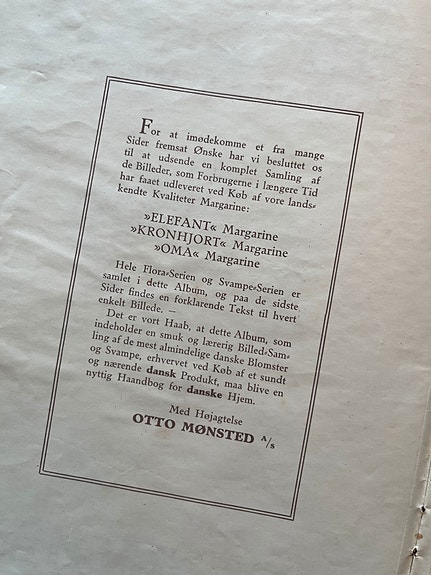 For at imødekomme et fra mange
Sider fremsat Ønske har vi besluttet os
til at udsende en komplet Samling af
de Billeder, som Forbrugerne i længere Tid
har faaet udleveret ved Køb af vore lands-
kendte Kvaliteter Margarine:
»ELEFANT« Margarine
»KRONHJORT« Margarine
»OMA« Margarine
Hele Flora-Serien og Svampe-Serien er
samlet i dette Album, og paa de sidste
Sider findes en forklarende Tekst til hvert
enkelt Billede. —
Det er vort Haab, at dette Album, som
indeholder en smuk og lærerig Billed-Sam-
ling af de mest almindelige danske Blomster
og Svampe, erhvervet ved Køb af et sundt
og nærende dansk Produkt, maa blive en
nyttig Haandbog for danske Hjem.
Med Højagtelse
OTTO MØNSTED A/S